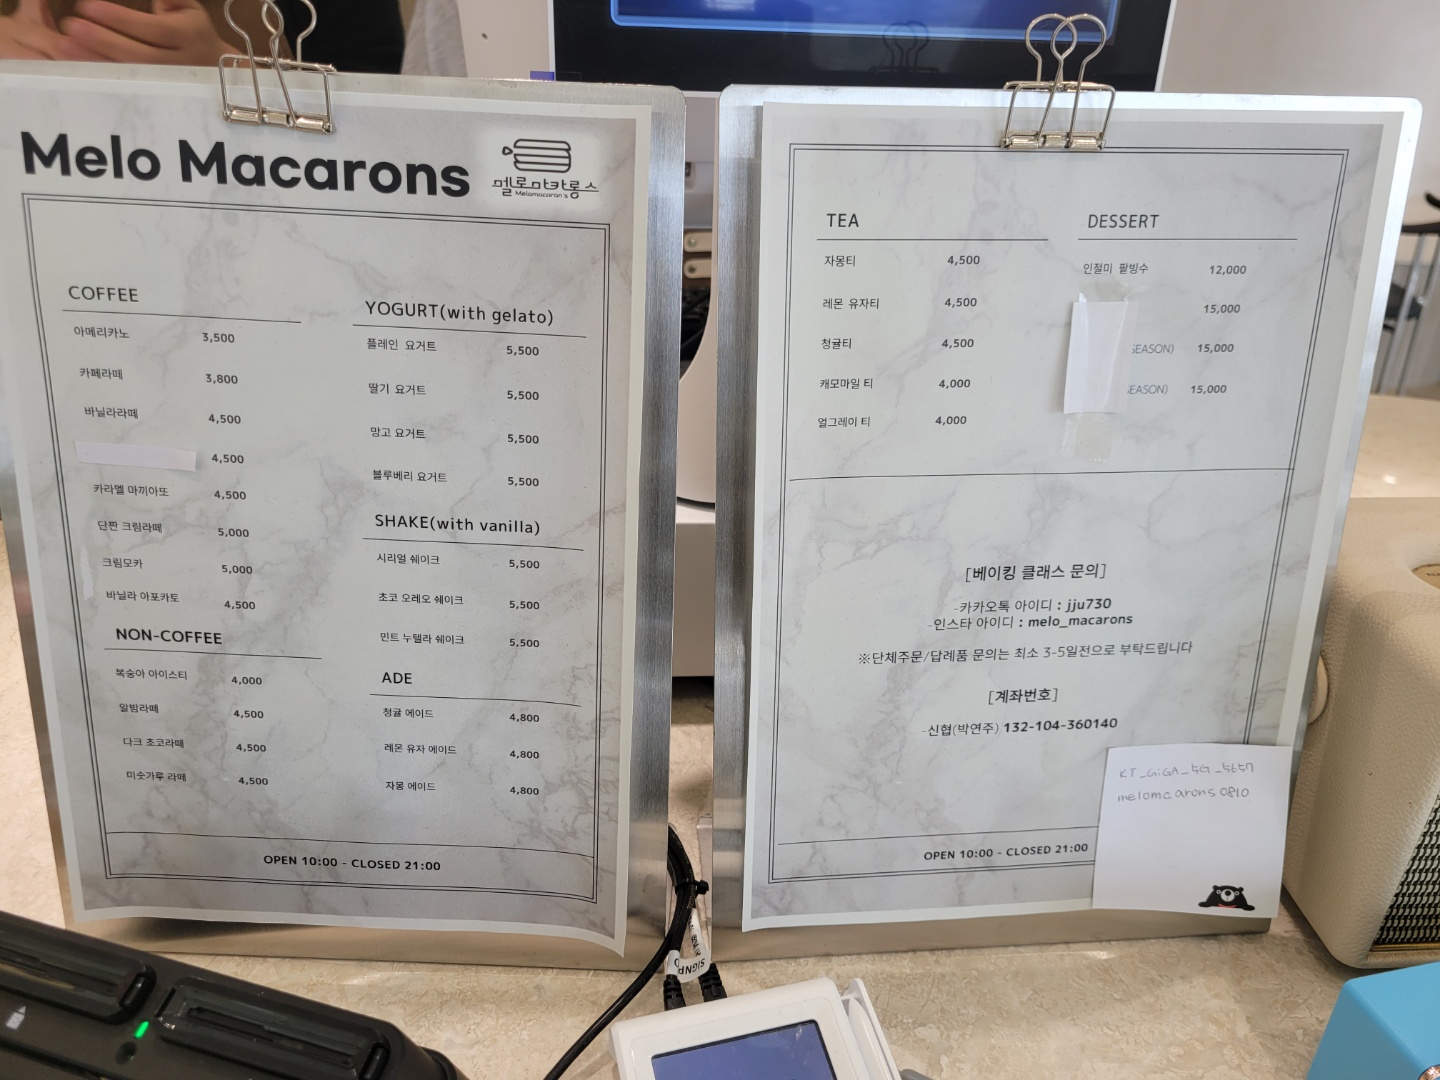 Melo Macarons
멜로마카롱스
Melomacaron's
COFFEE
아메리카노 3,500
카페라떼 3,800
바닐라라떼 4,500
4,500
카라멜 마끼아또 4,500
단짠 크림라떼 5,000
크림모카 5,000
바닐라 아포카토 4,500
NON-COFFEE
복숭아 아이스티 4,000
알밤라떼 4,500
다크 초코라떼 4,500
미숫가루 라떼 4,500
YOGURT(with gelato)
플레인 요거트 5,500
딸기 요거트 5,500
망고 요거트 5,500
블루베리 요거트 5,500
SHAKE(with vanilla)
시리얼 쉐이크 5,500
초코 오레오 쉐이크 5,500
민트 누텔라 쉐이크 5,500
ADE
청귤 에이드 4,800
레몬 유자 에이드 4,800
자몽 에이드 4,800
OPEN 10:00 - CLOSED 21:00
TEA
자몽티 4,500
레몬 유자티 4,500
청귤티 4,500
캐모마일 티 4,000
얼그레이 티 4,000
DESSERT
인절미 팥빙수 12,000
15,000
SEASON) 15,000
SEASON) 15,000
[베이킹 클래스 문의]
-카카오톡 아이디 : jju730
-인스타 아이디 : melo_macarons
※단체주문/답례품 문의는 최소 3-5일전으로 부탁드립니다
[계좌번호]
-신협(박연주) 132-104-360140
OPEN 10:00 - CLOSED 21:00
KT_GiGA_5G_5657
melomcarons0810